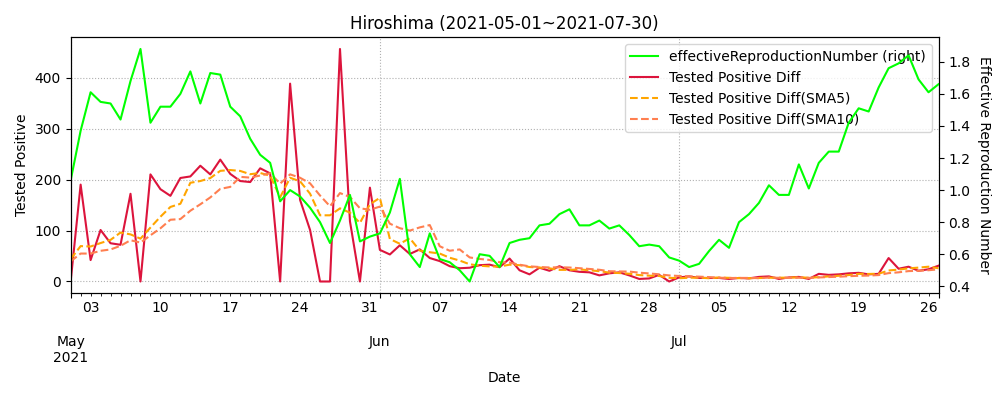 Hiroshima (2021-05-01~2021-07-30)
effectiveReproductionNumber (right)
Tested Positive Diff
Tested Positive Diff(SMA5)
Tested Positive Diff(SMA10)
Tested Positive
400
300
200
100
0
Effective Reproduction Number
1.8
1.6
1.4
1.2
1.0
0.8
0.6
0.4
03 10 17 24 31 07 14 21 28 05 12 19 26
May Jun Jul
2021
Date